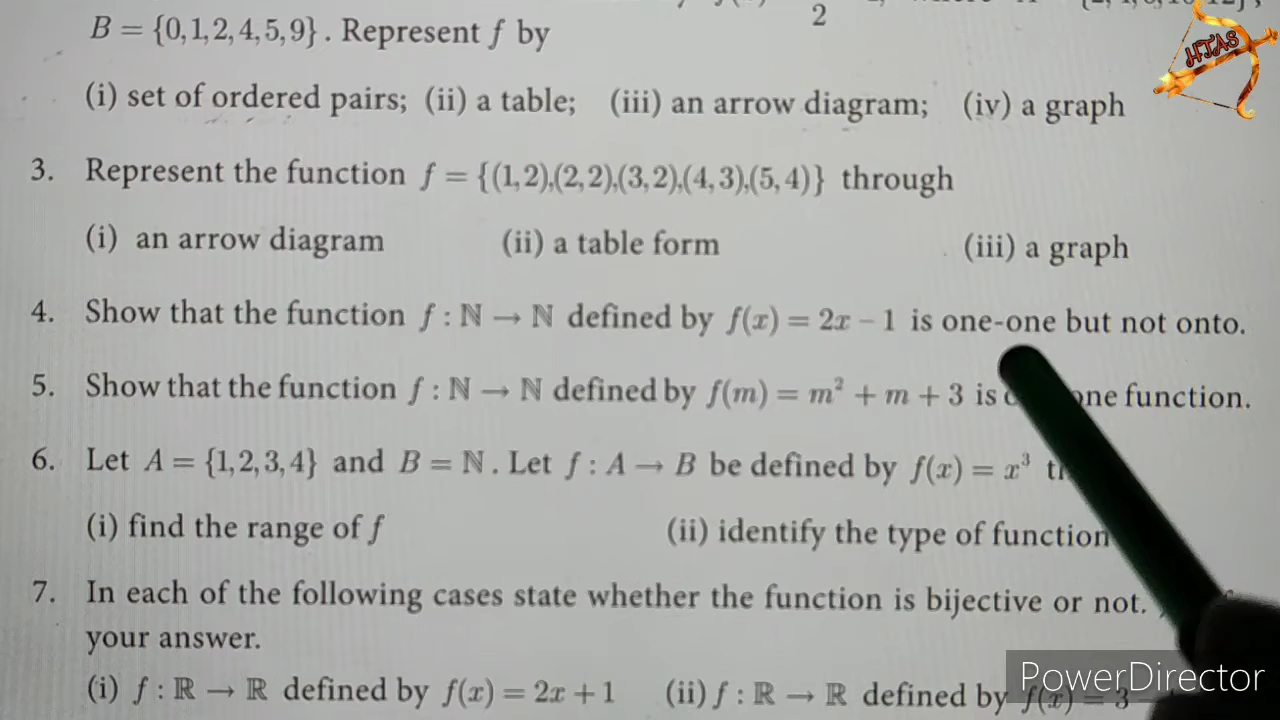 2
B = {0,1,2,4,5,9}. Represent f by
HTAS
(i) set of ordered pairs; (ii) a table; (iii) an arrow diagram; (iv) a graph
3. Represent the function f = {(1,2),(2,2),(3,2),(4,3),(5,4)} through
(i) an arrow diagram (ii) a table form (iii) a graph
4. Show that the function f : ℕ → ℕ defined by f(x) = 2x − 1 is one-one but not onto.
5. Show that the function f : ℕ → ℕ defined by f(m) = m² + m + 3 is one function.
6. Let A = {1,2,3,4} and B = ℕ. Let f : A → B be defined by f(x) = x³
(i) find the range of f (ii) identify the type of function
7. In each of the following cases state whether the function is bijective or not.
your answer.
(i) f : ℝ → ℝ defined by f(x) = 2x + 1 (ii) f : ℝ → ℝ defined by f(x) = 3
PowerDirector